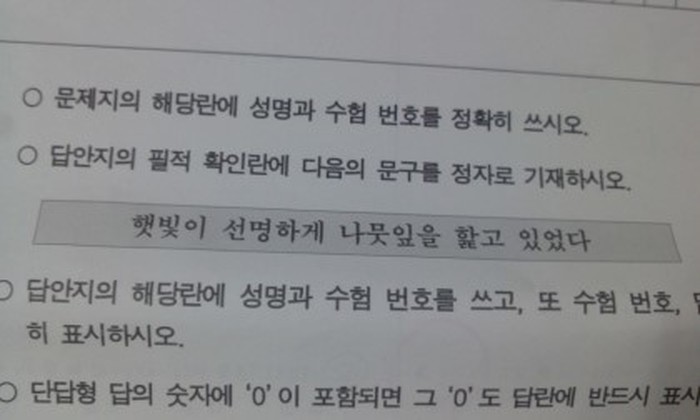 ○ 문제지의 해당란에 성명과 수험 번호를 정확히 쓰시오.
○ 답안지의 필적 확인란에 다음의 문구를 정자로 기재하시오.
햇빛이 선명하게 나뭇잎을 핥고 있었다
○ 답안지의 해당란에 성명과 수험 번호를 쓰고, 또 수험 번호,
히 표시하시오.
○ 단답형 답의 숫자에 '0'이 포함되면 그 '0'도 답란에 반드시 표시